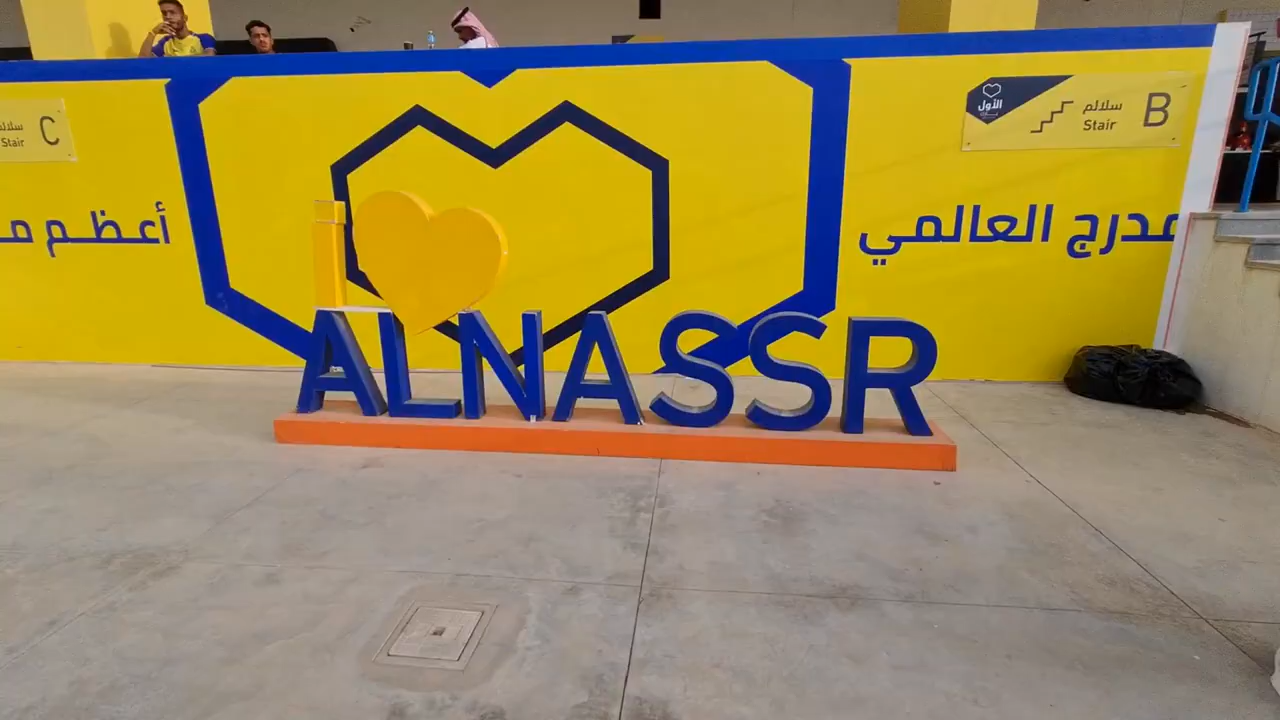 C
سلالم
Stair
الأول
سلالم
Stair
B
أعظم
مدرج العالمي
I
ALNASSR